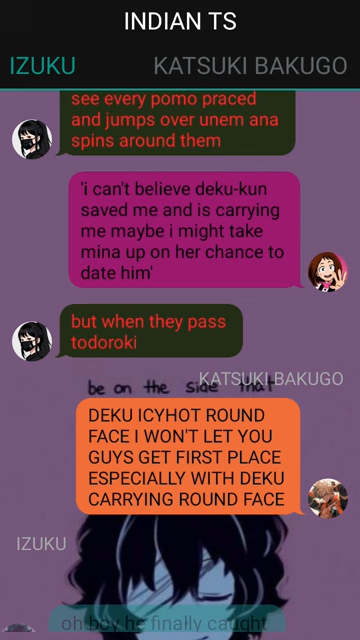 INDIAN TS
IZUKU KATSUKI BAKUGO
see every pomo praced
and jumps over unem ana
spins around them
'i can't believe deku-kun
saved me and is carrying
me maybe i might take
mina up on her chance to
date him'
but when they pass
todoroki
KATSUKI BAKUGO
be on the side that
DEKU ICYHOT ROUND
FACE I WON'T LET YOU
GUYS GET FIRST PLACE
ESPECIALLY WITH DEKU
CARRYING ROUND FACE
IZUKU
oh boy he finally caught